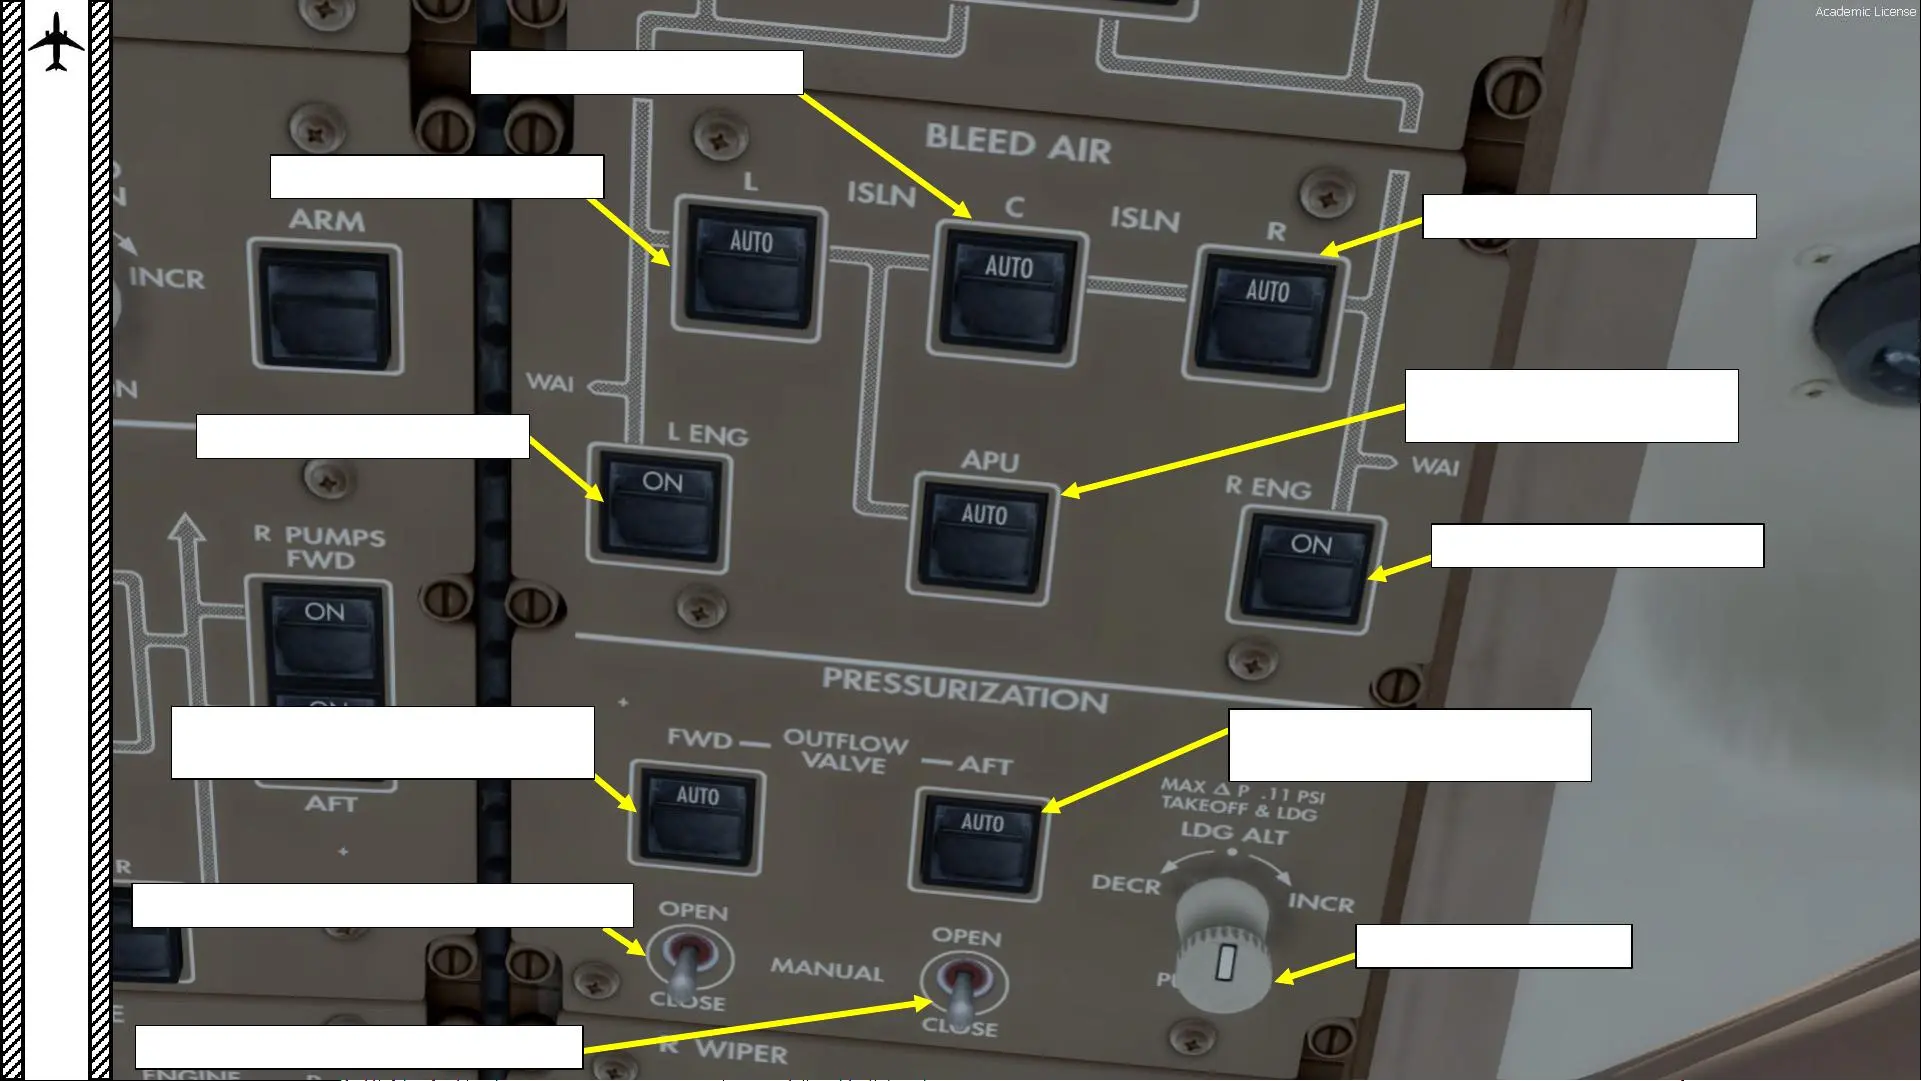 Academic License
BLEED AIR
L
ISLN
C
ISLN
R
ARM
AUTO
AUTO
AUTO
INCR
WAI
L ENG
APU
R ENG
WAI
ON
AUTO
ON
R PUMPS
FWD
ON
PRESSURIZATION
FWD
OUTFLOW
VALVE
AFT
AUTO
AUTO
AFT
MAX Δ P .11 PSI
TAKEOFF & LDG
LDG ALT
DECR
INCR
OPEN
OPEN
MANUAL
CLOSE
CLOSE
R WIPER
ENGINE